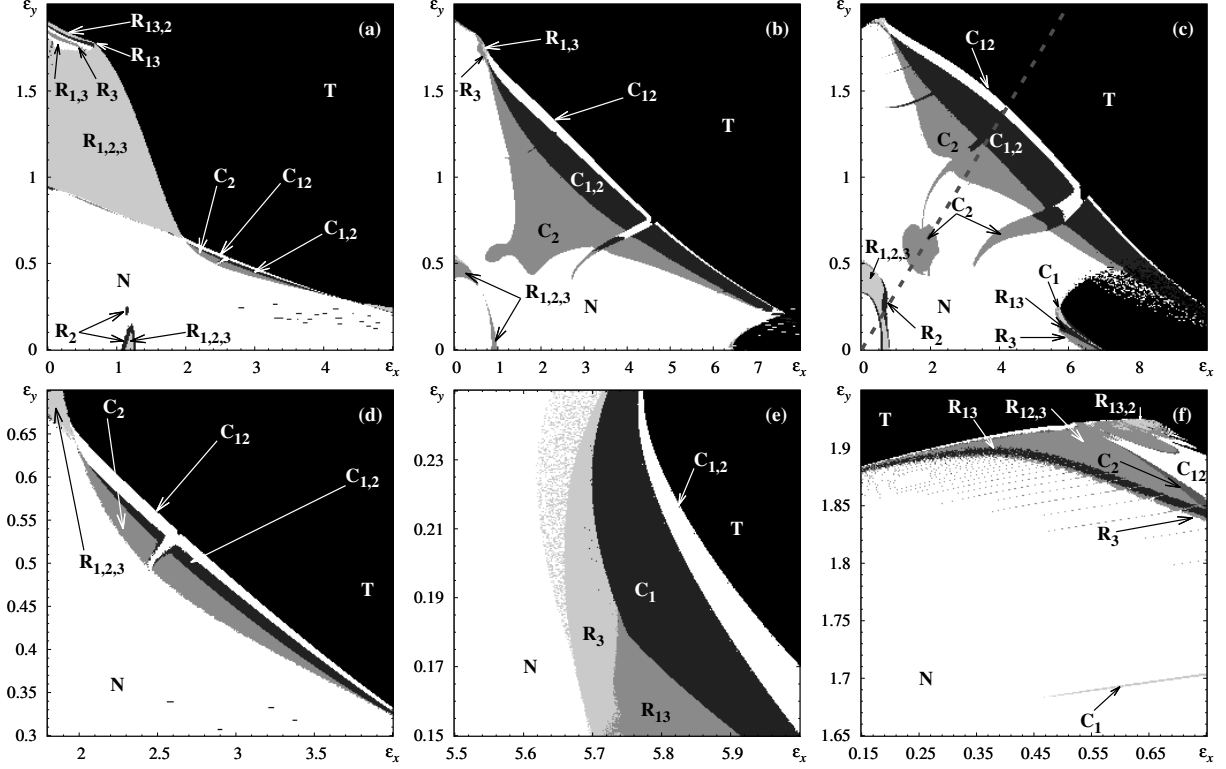 ε_y
(a)
R_{13,2}
R_{13}
R_{1,3}
R_3
T
R_{1,2,3}
C_2
C_{12}
C_{1,2}
N
R_2
R_{1,2,3}
0
0.5
1
1.5
0
1
2
3
4
5
ε_x
ε_y
(b)
R_{1,3}
R_3
C_{12}
T
C_{1,2}
C_2
R_{1,2,3}
N
0
0.5
1
1.5
0
1
2
3
4
5
6
7
ε_x
ε_y
(c)
C_{12}
T
C_2
C_{1,2}
C_2
R_{1,2,3}
N
C_1
R_{13}
R_2
R_3
0
0.5
1
1.5
0
2
4
6
8
ε_x
ε_y
(d)
C_2
C_{12}
C_{1,2}
R_{1,2,3}
T
N
0.3
0.35
0.4
0.45
0.5
0.55
0.6
0.65
2
2.5
3
3.5
ε_x
ε_y
(e)
C_{1,2}
T
C_1
R_3
N
R_{13}
0.15
0.17
0.19
0.21
0.23
5.5
5.6
5.7
5.8
5.9
ε_x
ε_y
(f)
T
R_{13}
R_{12,3}
R_{13,2}
C_2
C_{12}
R_3
N
C_1
1.65
1.7
1.75
1.8
1.85
1.9
0.15
0.25
0.35
0.45
0.55
0.65
ε_x